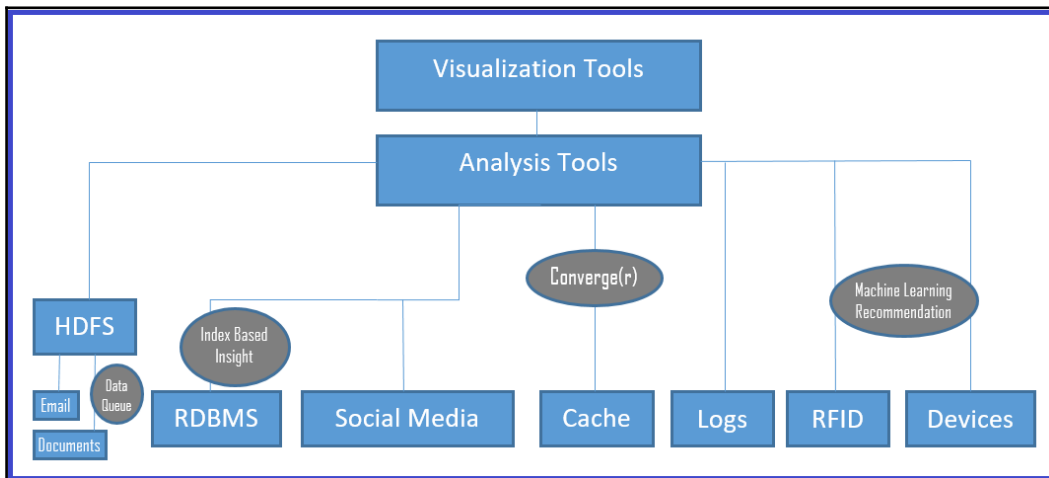 Visualization Tools
Analysis Tools
Converge(r)
Machine Learning
Recommendation
HDFS
Index Based
Insight
Data
Queue
Email
Documents
RDBMS
Social Media
Cache
Logs
RFID
Devices